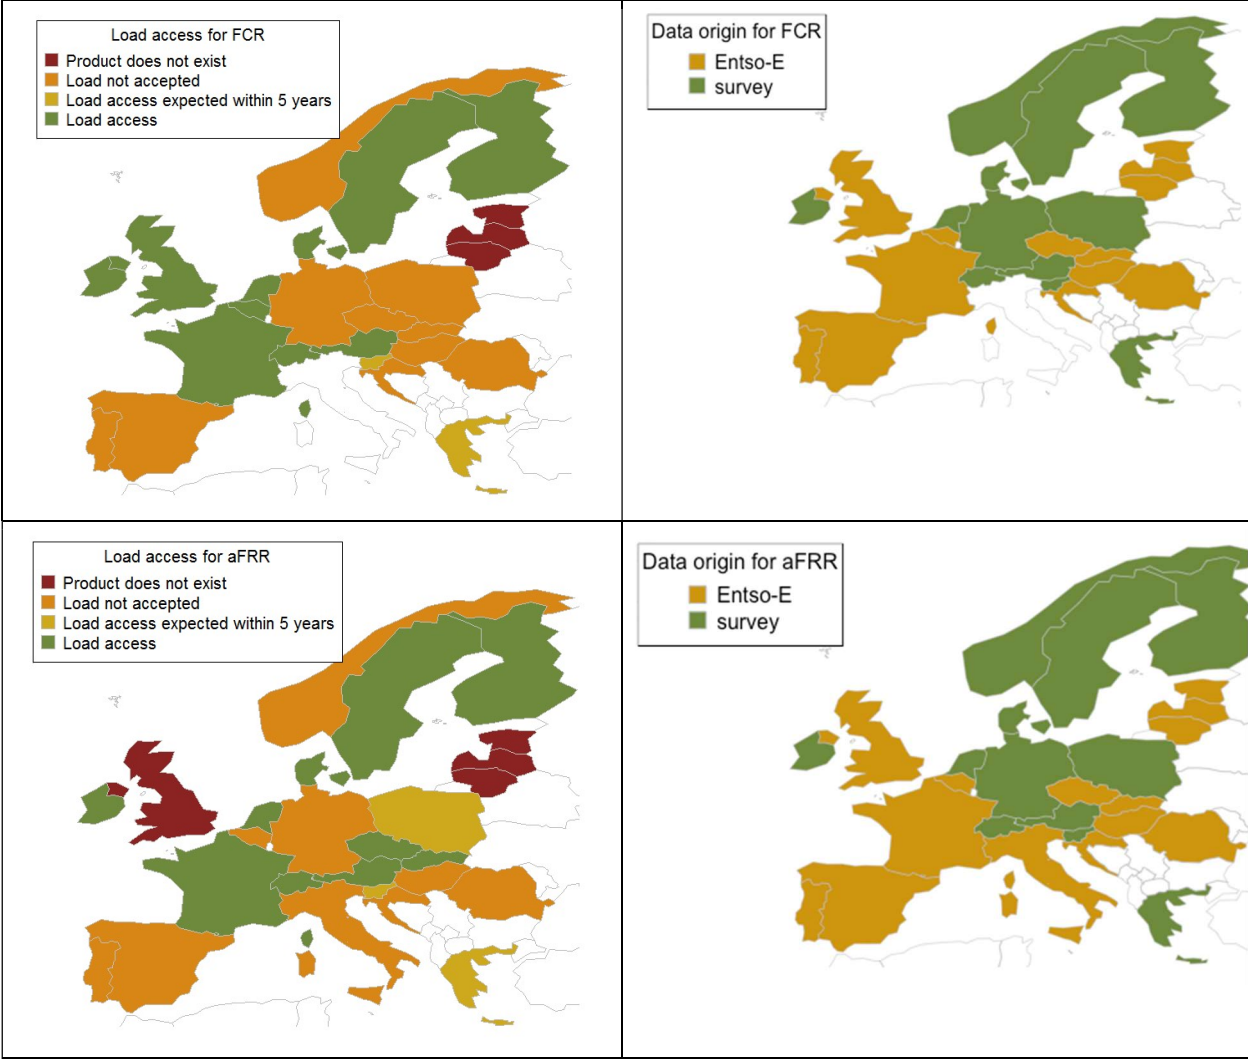 Load access for FCR
Product does not exist
Load not accepted
Load access expected within 5 years
Load access
Data origin for FCR
Entso-E
survey
Load access for aFRR
Product does not exist
Load not accepted
Load access expected within 5 years
Load access
Data origin for aFRR
Entso-E
survey